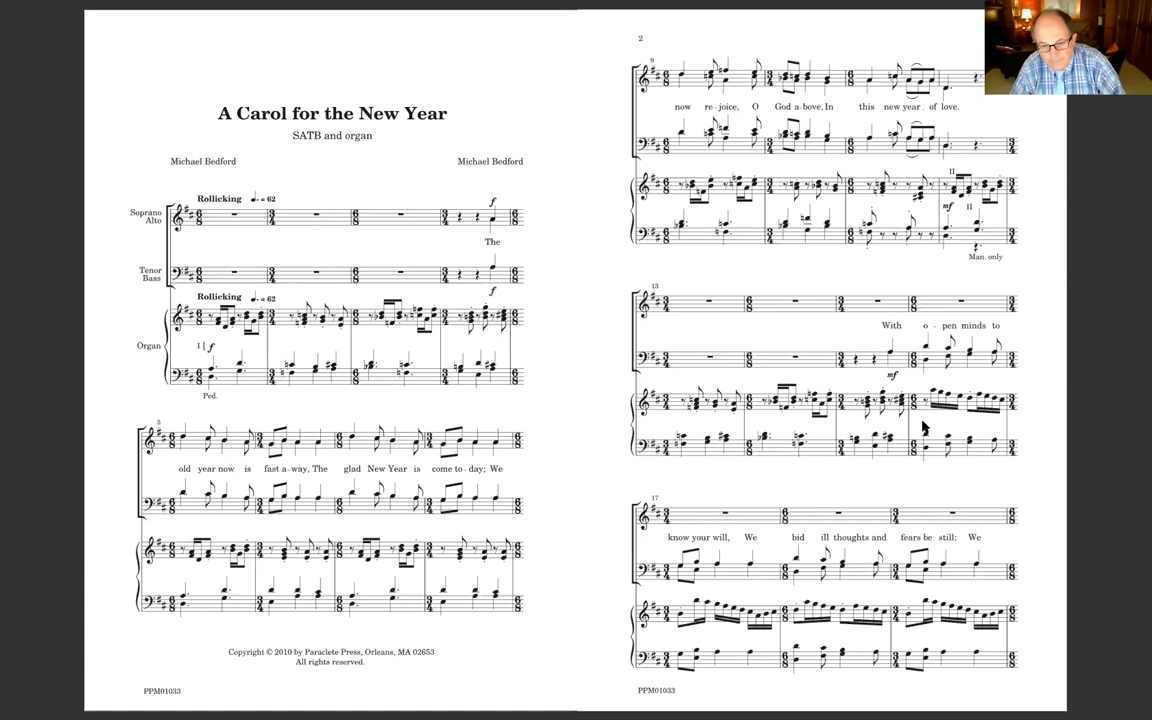 A Carol for the New Year
SATB and organ
Michael Bedford
Michael Bedford
Rollicking ♩. = 62
Soprano
Alto
f
The
Tenor
Bass
f
Rollicking ♩. = 62
Organ
I
f
Ped.
5
old year now is fast a-way, The glad New Year is come to-day; We
Copyright © 2010 by Paraclete Press, Orleans, MA 02653
All rights reserved.
PPM01033
2
9
now re-joice, O God a-bove, In this new year of love.
II
mf
II
Man. only
13
With o-pen minds to
mf
17
know your will, We bid ill thoughts and fears be still; We
PPM01033